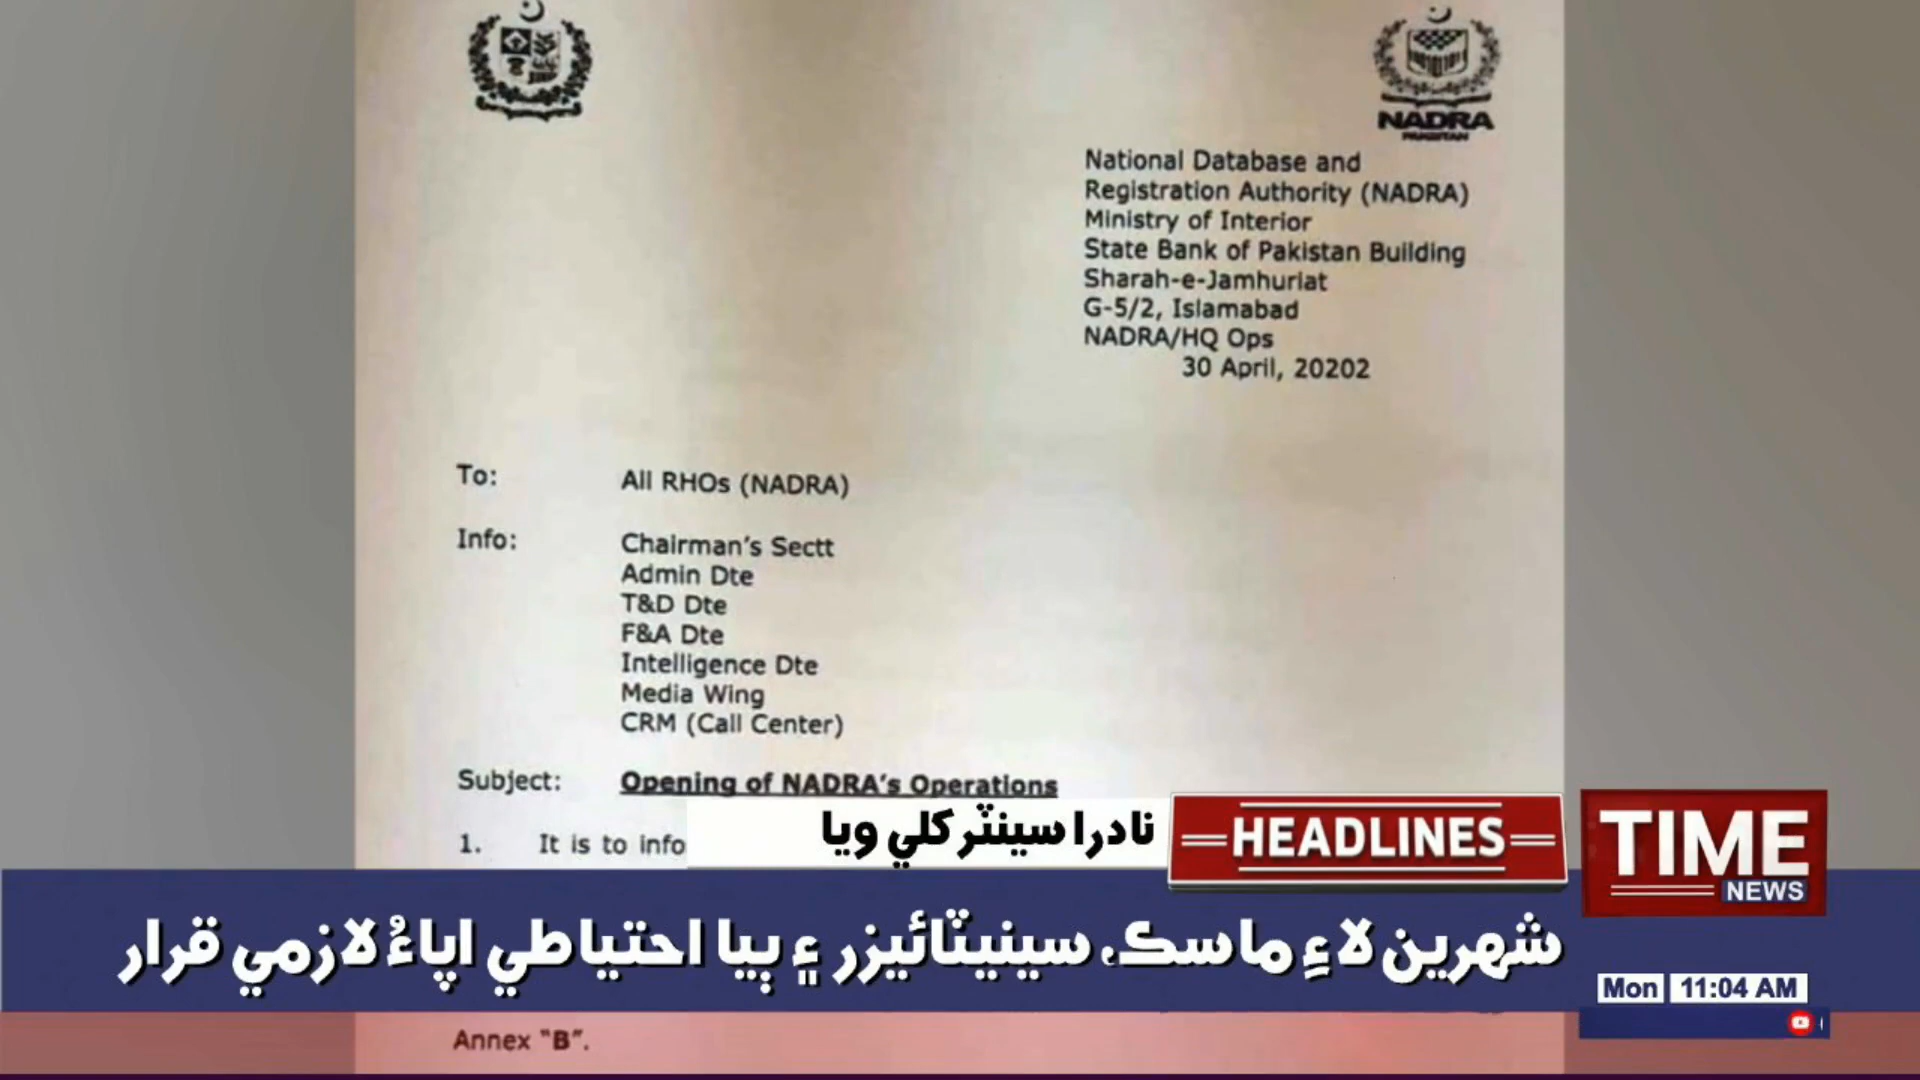 NADRA
PAKISTAN
National Database and
Registration Authority (NADRA)
Ministry of Interior
State Bank of Pakistan Building
Sharah-e-Jamhuriat
G-5/2, Islamabad
NADRA/HQ Ops
30 April, 20202
To: All RHOs (NADRA)
Info: Chairman's Sectt
Admin Dte
T&D Dte
F&A Dte
Intelligence Dte
Media Wing
CRM (Call Center)
Subject: Opening of NADRA's Operations
1. It is to info
نادرا سينٽر کلي ويا
HEADLINES
TIME
NEWS
شهرين لاءِ ماسڪ، سينيٽائيزر ۽ ٻيا احتياطي اپاءُ لازمي قرار
Mon 11:04 AM
Annex "B".